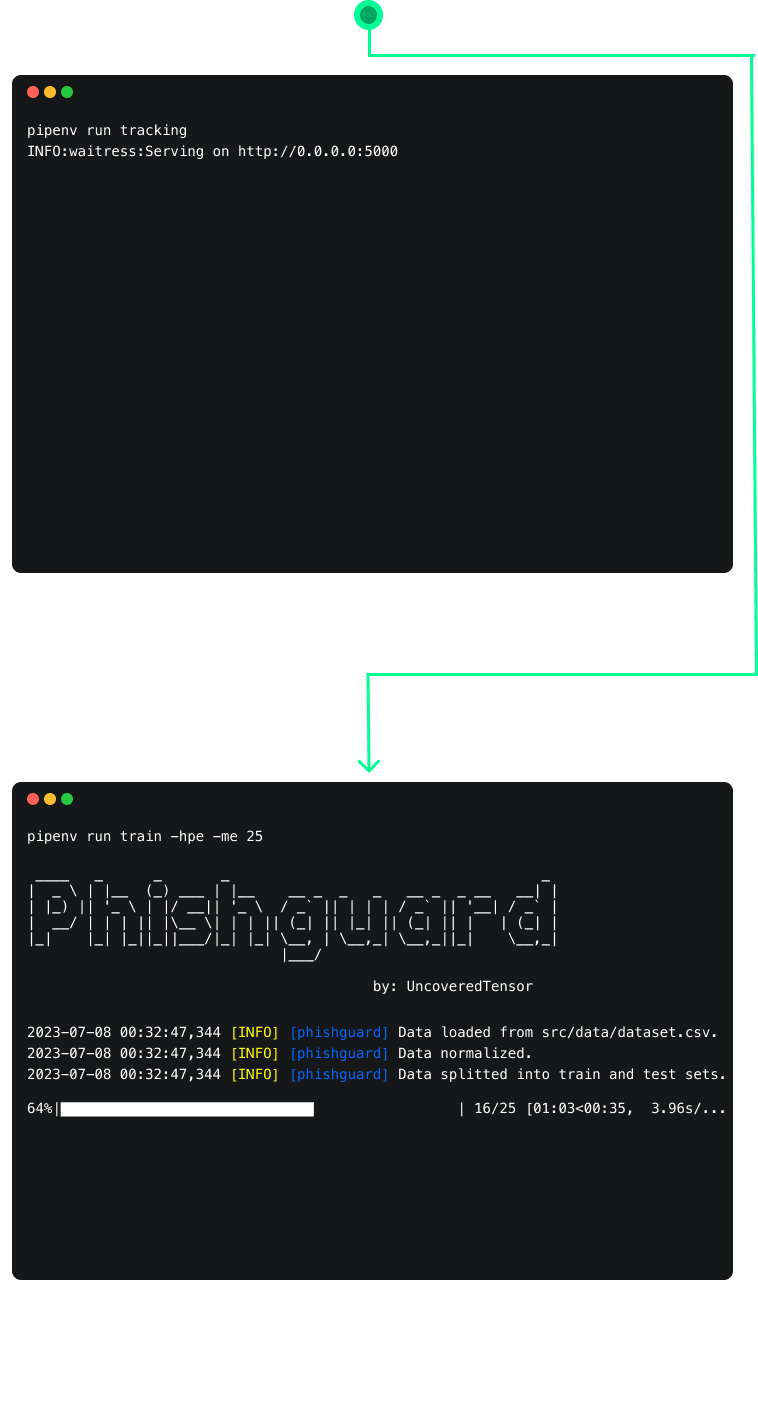 pipenv run tracking
INFO:waitress:Serving on http://0.0.0.0:5000
pipenv run train -hpe -me 25
Phishguard
by: UncoveredTensor
2023-07-08 00:32:47,344 [INFO] [phishguard] Data loaded from src/data/dataset.csv.
2023-07-08 00:32:47,344 [INFO] [phishguard] Data normalized.
2023-07-08 00:32:47,344 [INFO] [phishguard] Data splitted into train and test sets.
64%| | 16/25 [01:03<00:35, 3.96s/...